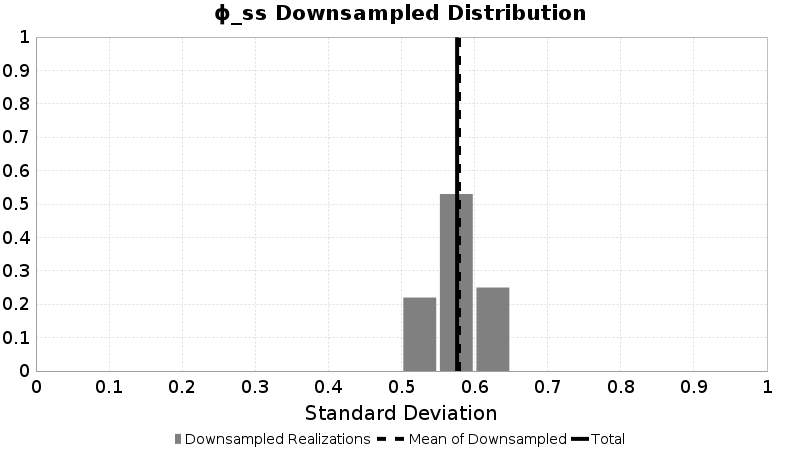 ϕ_ss Downsampled Distribution
1
0.9
0.8
0.7
0.6
0.5
0.4
0.3
0.2
0.1
0
0 0.1 0.2 0.3 0.4 0.5 0.6 0.7 0.8 0.9 1
Standard Deviation
Downsampled Realizations Mean of Downsampled Total